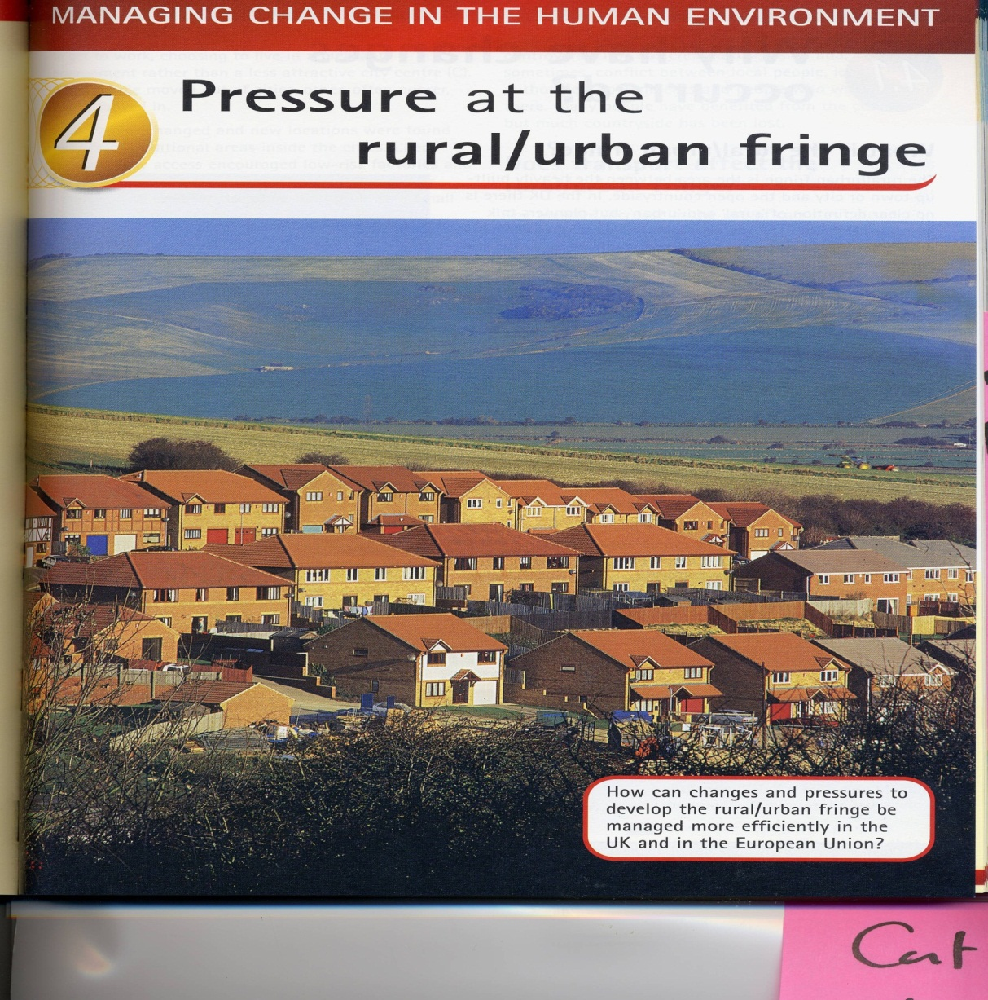 MANAGING CHANGE IN THE HUMAN ENVIRONMENT
4
Pressure at the
rural/urban fringe
How can changes and pressures to
develop the rural/urban fringe be
managed more efficiently in the
UK and in the European Union?